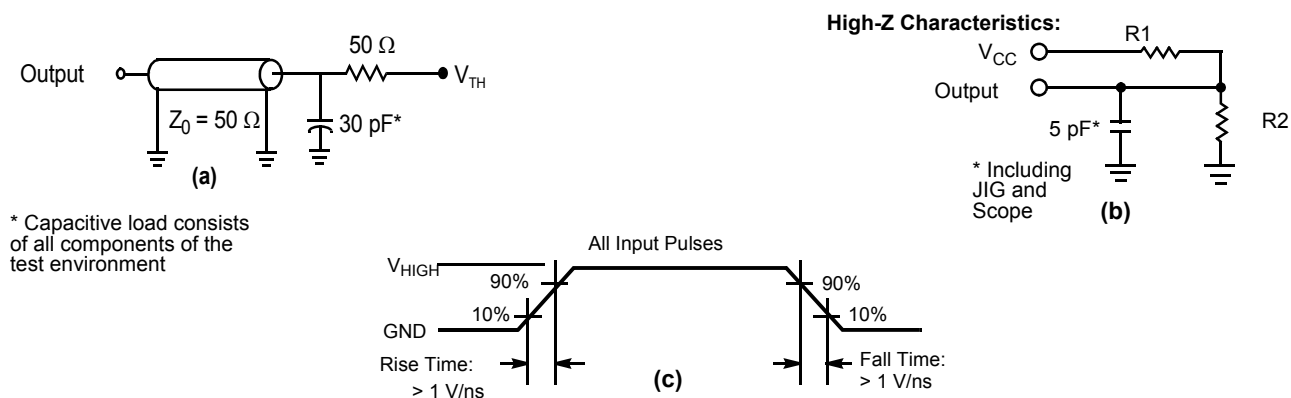 High-Z Characteristics:
50 Ω
R1
V_CC
Output
V_TH
Output
Z_0 = 50 Ω
30 pF*
5 pF*
R2
(a)
* Including
JIG and
Scope
(b)
* Capacitive load consists
of all components of the
test environment
All Input Pulses
V_HIGH
90%
90%
10%
10%
GND
Rise Time:
> 1 V/ns
(c)
Fall Time:
> 1 V/ns